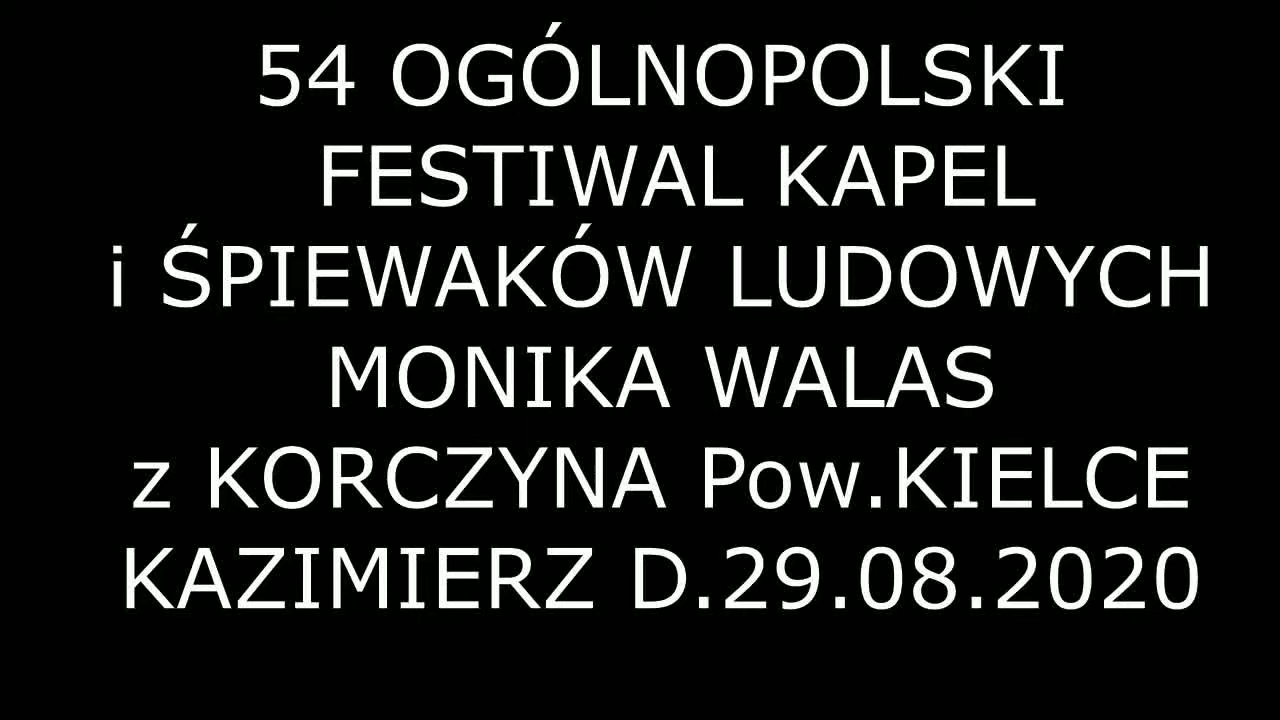 54 OGÓLNOPOLSKI
FESTIWAL KAPEL
i ŚPIEWAKÓW LUDOWYCH
MONIKA WALAS
z KORCZYNA Pow.KIELCE
KAZIMIERZ D.29.08.2020